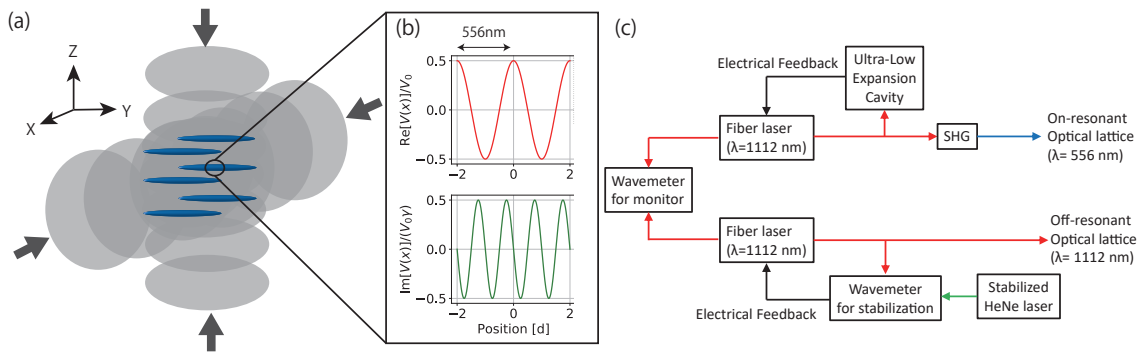 (a)
Z
Y
X
(b)
556nm
Re[V(x)]/V₀
0.5
0.0
−0.5
−2
0
2
Im[V(x)]/(V₀γ)
0.5
0.0
−0.5
−2
0
2
Position [d]
(c)
Electrical Feedback
Ultra-Low
Expansion
Cavity
Fiber laser
(λ=1112 nm)
SHG
On-resonant
Optical lattice
(λ= 556 nm)
Wavemeter
for monitor
Fiber laser
(λ=1112 nm)
Off-resonant
Optical lattice
(λ= 1112 nm)
Electrical Feedback
Wavemeter
for stabilization
Stabilized
HeNe laser